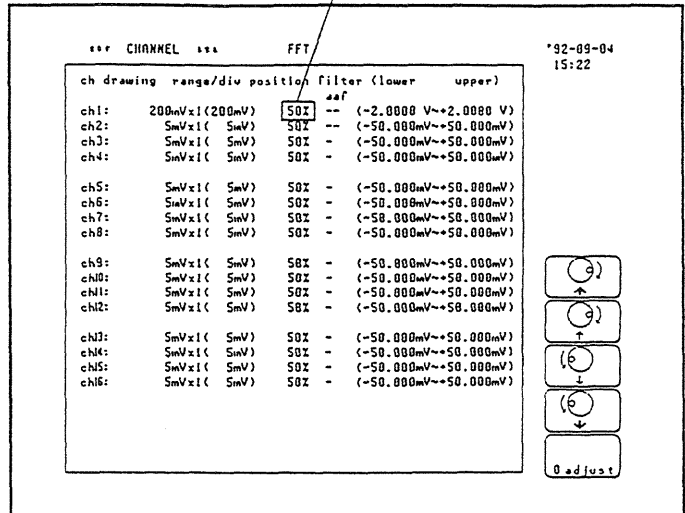 *** CHANNEL *** FFT '92-09-04
15:22
ch drawing range/div position filter (lower upper)
aaf
ch1: 200mVx1(200mV) 50% -- (-2.0000 V~+2.0000 V)
ch2: 5mVx1( 5mV) 50% -- (-50.000mV~+50.000mV)
ch3: 5mVx1( 5mV) 50% - (-50.000mV~+50.000mV)
ch4: 5mVx1( 5mV) 50% - (-50.000mV~+50.000mV)
ch5: 5mVx1( 5mV) 50% - (-50.000mV~+50.000mV)
ch6: 5mVx1( 5mV) 50% - (-50.000mV~+50.000mV)
ch7: 5mVx1( 5mV) 50% - (-50.000mV~+50.000mV)
ch8: 5mVx1( 5mV) 50% - (-50.000mV~+50.000mV)
ch9: 5mVx1( 5mV) 50% - (-50.000mV~+50.000mV)
ch10: 5mVx1( 5mV) 50% - (-50.000mV~+50.000mV)
ch11: 5mVx1( 5mV) 50% - (-50.000mV~+50.000mV)
ch12: 5mVx1( 5mV) 50% - (-50.000mV~+50.000mV)
ch13: 5mVx1( 5mV) 50% - (-50.000mV~+50.000mV)
ch14: 5mVx1( 5mV) 50% - (-50.000mV~+50.000mV)
ch15: 5mVx1( 5mV) 50% - (-50.000mV~+50.000mV)
ch16: 5mVx1( 5mV) 50% - (-50.000mV~+50.000mV)
↑
↑
↓
↓
0 adjust